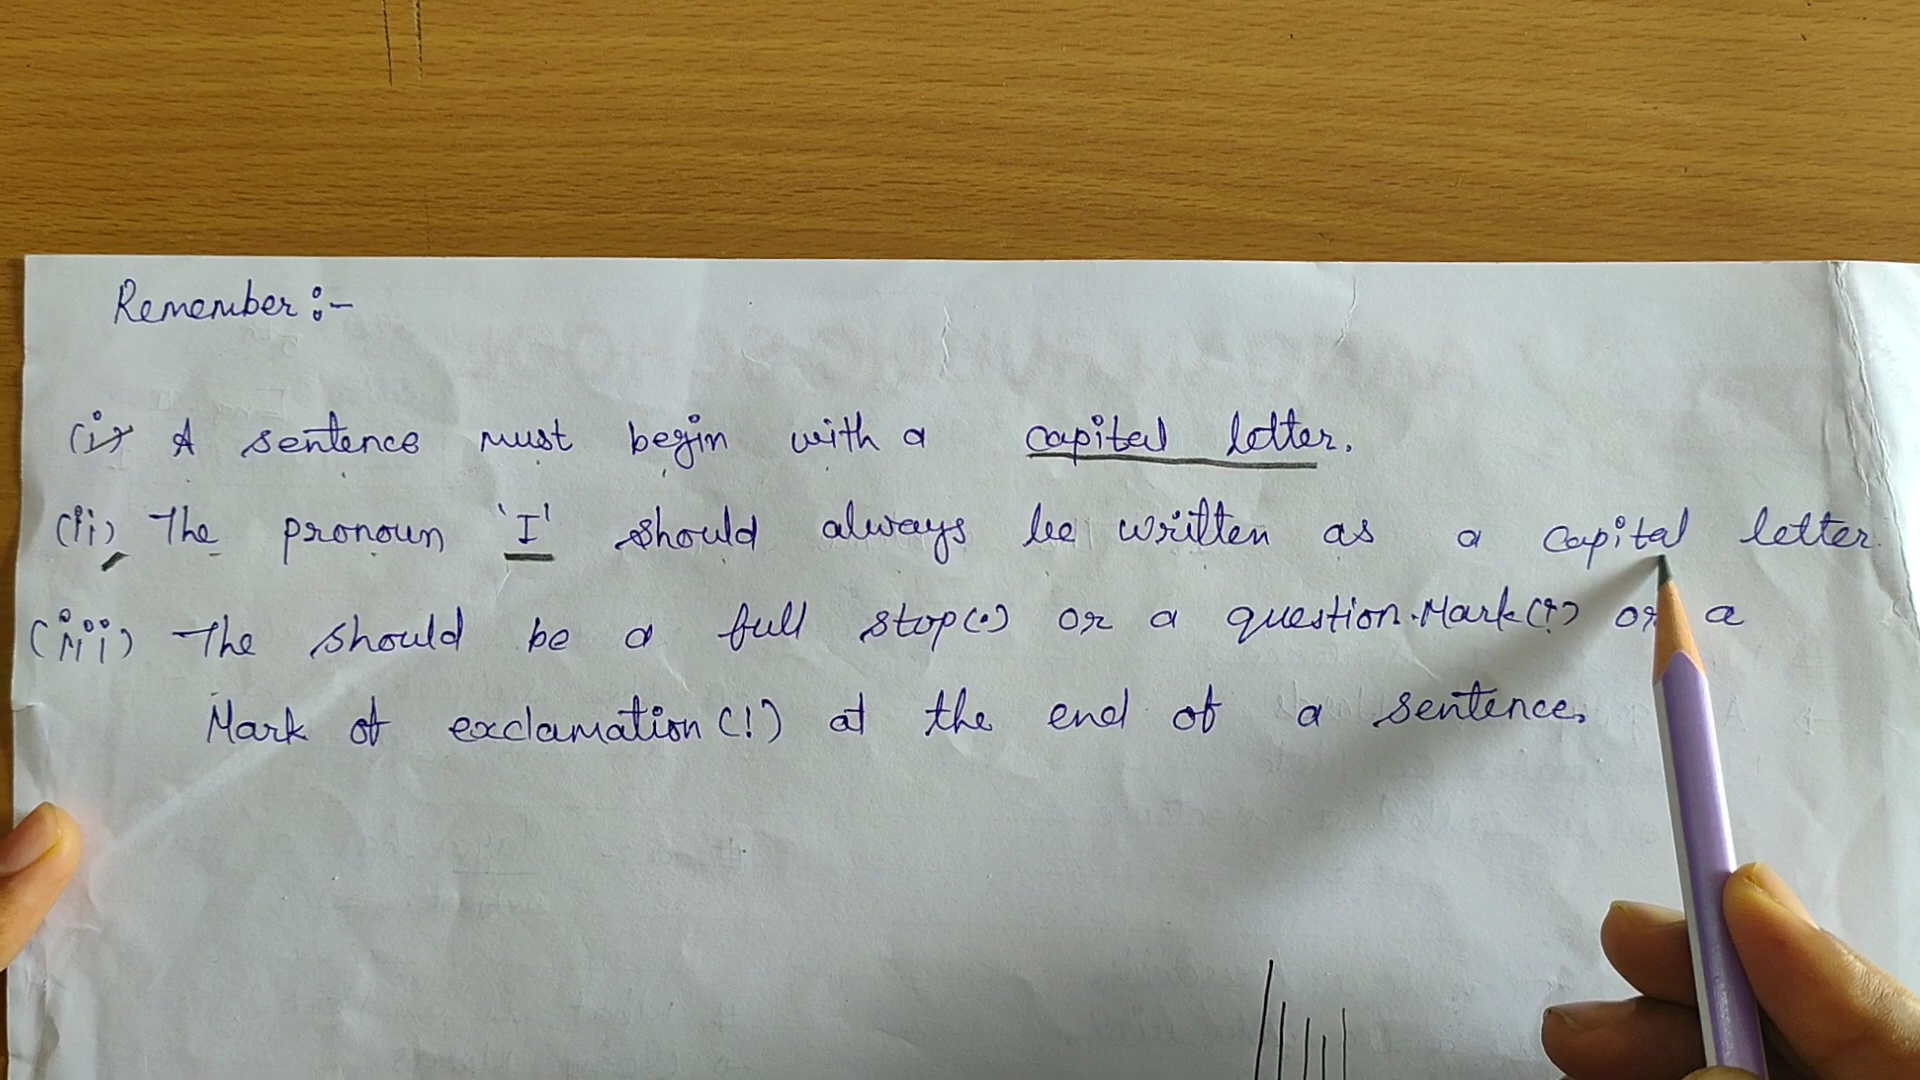 Remember :-
(i) A sentence must begin with a capital letter.
(ii) The pronoun 'I' should always be written as a capital letter.
(iii) The should be a full stop(.) or a question Mark(?) or a
Mark of exclamation (!) at the end of a sentence.